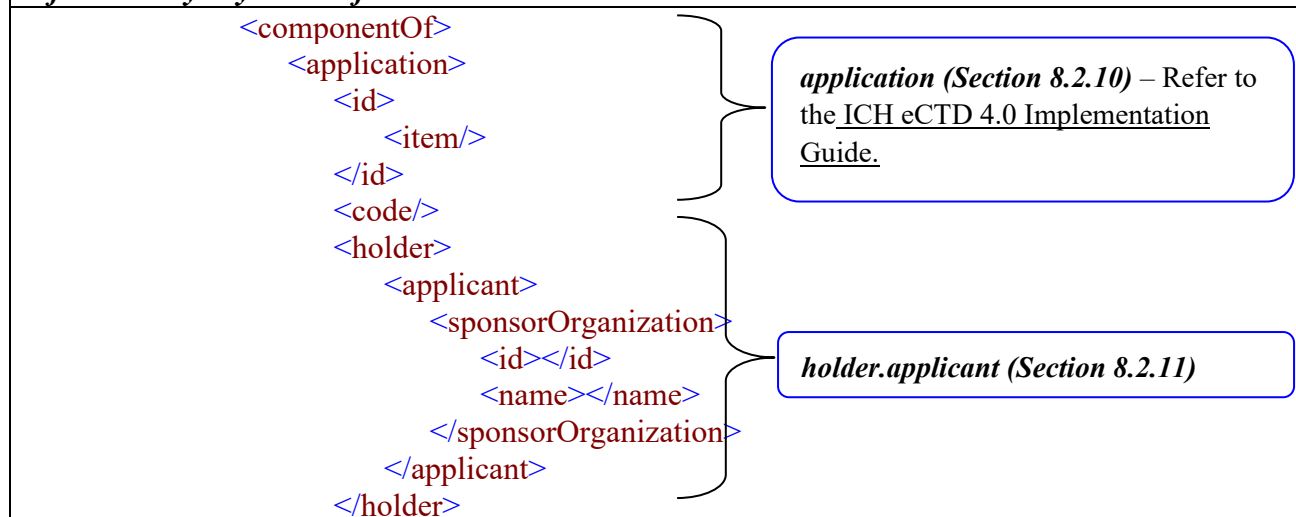 <componentOf>
<application>
<id>
<item/>
</id>
<code/>
<holder>
<applicant>
<sponsorOrganization>
<id></id>
<name></name>
</sponsorOrganization>
</applicant>
</holder>
application (Section 8.2.10) – Refer to
the ICH eCTD 4.0 Implementation
Guide.
holder.applicant (Section 8.2.11)